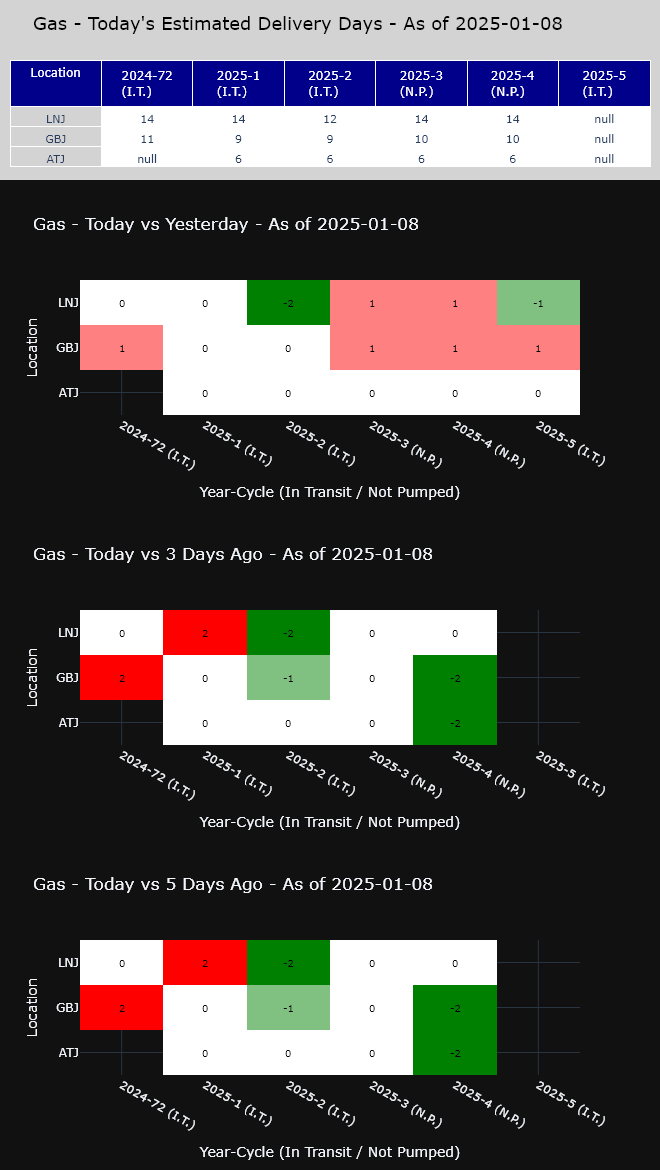 Gas - Today's Estimated Delivery Days - As of 2025-01-08
Location 2024-72 (I.T.) 2025-1 (I.T.) 2025-2 (I.T.) 2025-3 (N.P.) 2025-4 (N.P.) 2025-5 (I.T.)
LNJ 14 14 12 14 14 null
GBJ 11 9 9 10 10 null
ATJ null 6 6 6 6 null
Gas - Today vs Yesterday - As of 2025-01-08
Location
LNJ 0 0 -2 1 1 -1
GBJ 1 0 0 1 1 1
ATJ 0 0 0 0 0
2024-72 (I.T.) 2025-1 (I.T.) 2025-2 (I.T.) 2025-3 (N.P.) 2025-4 (N.P.) 2025-5 (I.T.)
Year-Cycle (In Transit / Not Pumped)
Gas - Today vs 3 Days Ago - As of 2025-01-08
Location
LNJ 0 2 -2 0 0
GBJ 2 0 -1 0 -2
ATJ 0 0 0 -2
2024-72 (I.T.) 2025-1 (I.T.) 2025-2 (I.T.) 2025-3 (N.P.) 2025-4 (N.P.) 2025-5 (I.T.)
Year-Cycle (In Transit / Not Pumped)
Gas - Today vs 5 Days Ago - As of 2025-01-08
Location
LNJ 0 2 -2 0 0
GBJ 2 0 -1 0 -2
ATJ 0 0 0 -2
2024-72 (I.T.) 2025-1 (I.T.) 2025-2 (I.T.) 2025-3 (N.P.) 2025-4 (N.P.) 2025-5 (I.T.)
Year-Cycle (In Transit / Not Pumped)